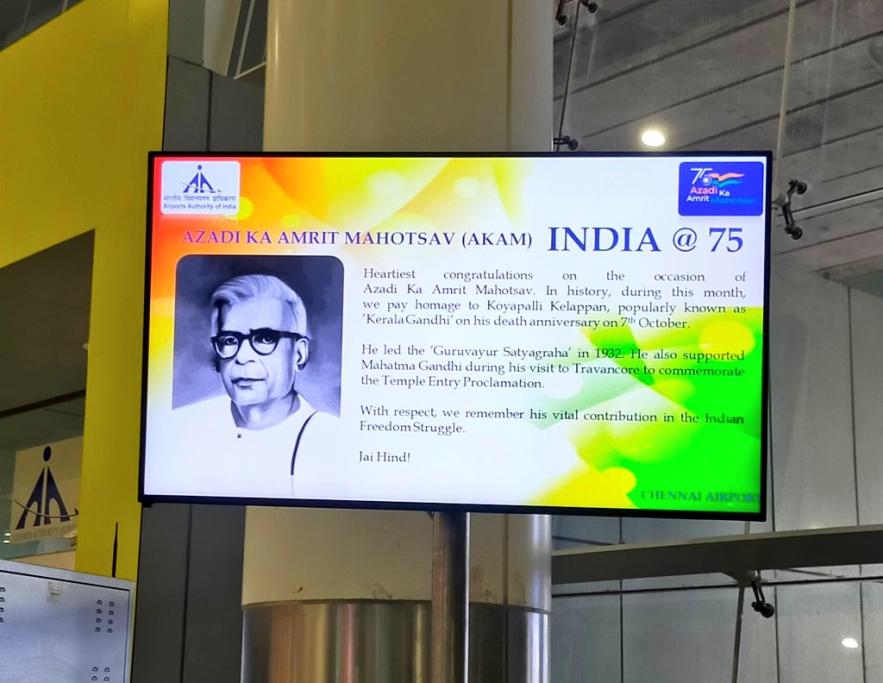 भारतीय विमानपत्तन प्राधिकरण
Airports Authority of India
75
Azadi Ka
Amrit Mahotsav
AZADI KA AMRIT MAHOTSAV (AKAM) INDIA @ 75
Heartiest congratulations on the occasion of
Azadi Ka Amrit Mahotsav. In history, during this month,
we pay homage to Koyapalli Kelappan, popularly known as
'Kerala Gandhi' on his death anniversary on 7th October.
He led the 'Guruvayur Satyagraha' in 1932. He also supported
Mahatma Gandhi during his visit to Travancore to commemorate
the Temple Entry Proclamation.
With respect, we remember his vital contribution in the Indian
Freedom Struggle.
Jai Hind!
CHENNAI AIRPOR